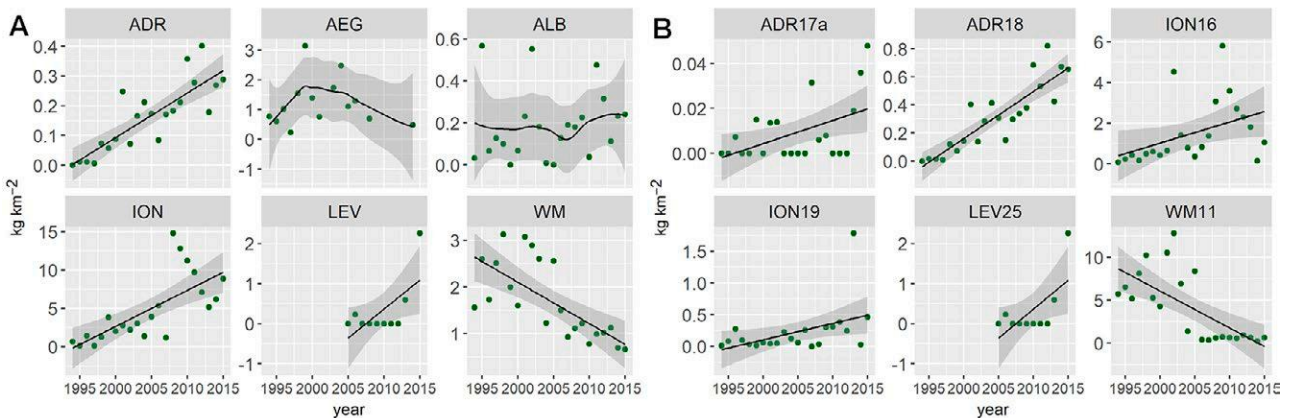 A
ADR
AEG
ALB
0.4
0.3
0.2
0.1
0.0
3
2
1
0
-1
0.6
0.4
0.2
0.0
ION
LEV
WM
15
10
5
0
2
1
0
-1
3
2
1
1995 2000 2005 2010 2015
1995 2000 2005 2010 2015
1995 2000 2005 2010 2015
kg km−2
year
B
ADR17a
ADR18
ION16
0.04
0.02
0.00
0.8
0.6
0.4
0.2
0.0
6
4
2
0
ION19
LEV25
WM11
1.5
1.0
0.5
0.0
2
1
0
-1
10
5
0
1995 2000 2005 2010 2015
1995 2000 2005 2010 2015
1995 2000 2005 2010 2015
kg km−2
year